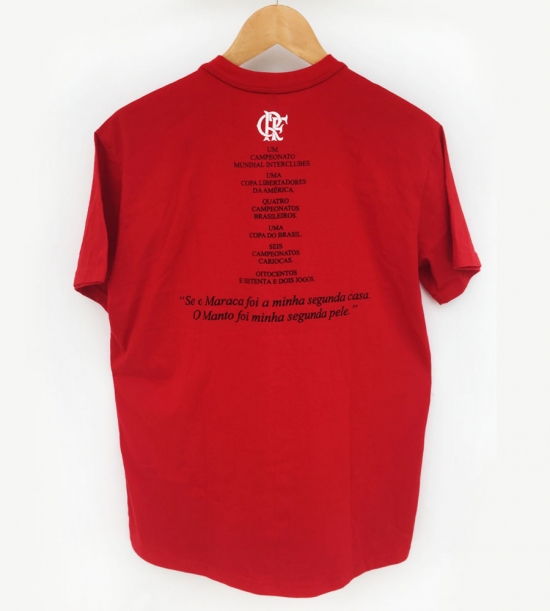 CRF
UM
CAMPEONATO
MUNDIAL INTERCLUBES
UMA
COPA LIBERTADORES
DA AMÉRICA.
QUATRO
CAMPEONATOS
BRASILEIROS.
UMA
COPA DO BRASIL.
SEIS
CAMPEONATOS
CARIOCAS.
OITOCENTOS
E SETENTA E DOIS JOGOS.
"Se o Maraca foi a minha segunda casa.
O Manto foi minha segunda pele."